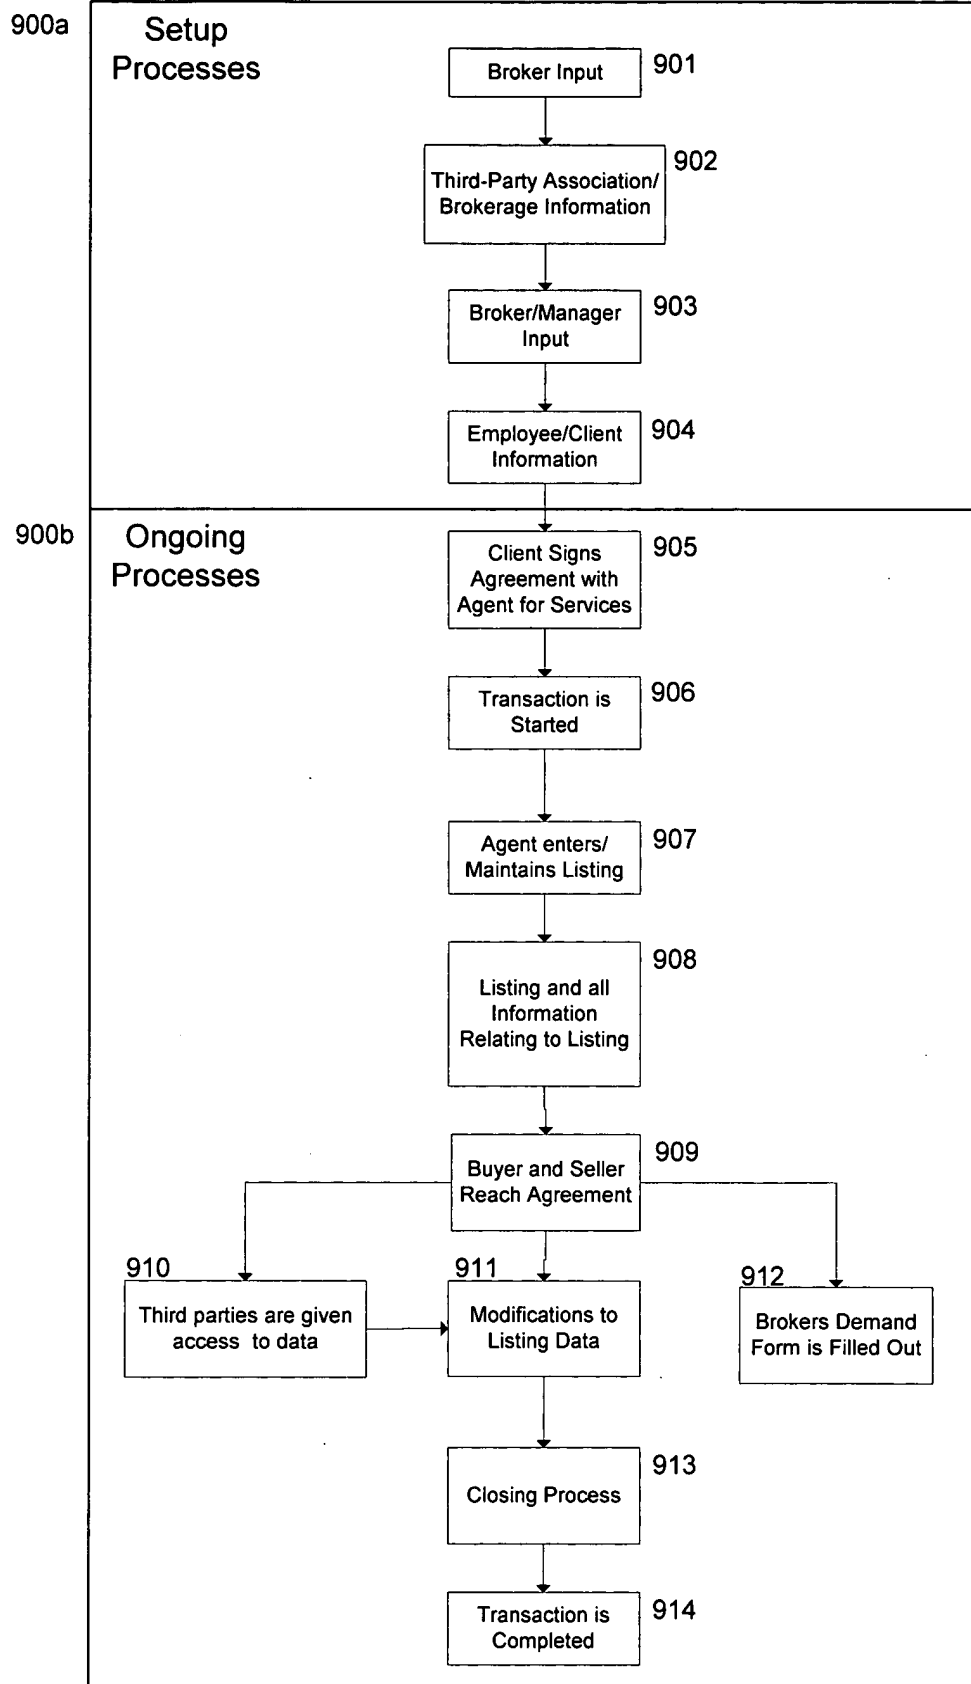 900a
Setup
Processes
Broker Input
901
Third-Party Association/
Brokerage Information
902
Broker/Manager
Input
903
Employee/Client
Information
904
900b
Ongoing
Processes
Client Signs
Agreement with
Agent for Services
905
Transaction is
Started
906
Agent enters/
Maintains Listing
907
Listing and all
Information
Relating to Listing
908
Buyer and Seller
Reach Agreement
909
910
Third parties are given
access to data
911
Modifications to
Listing Data
912
Brokers Demand
Form is Filled Out
Closing Process
913
Transaction is
Completed
914